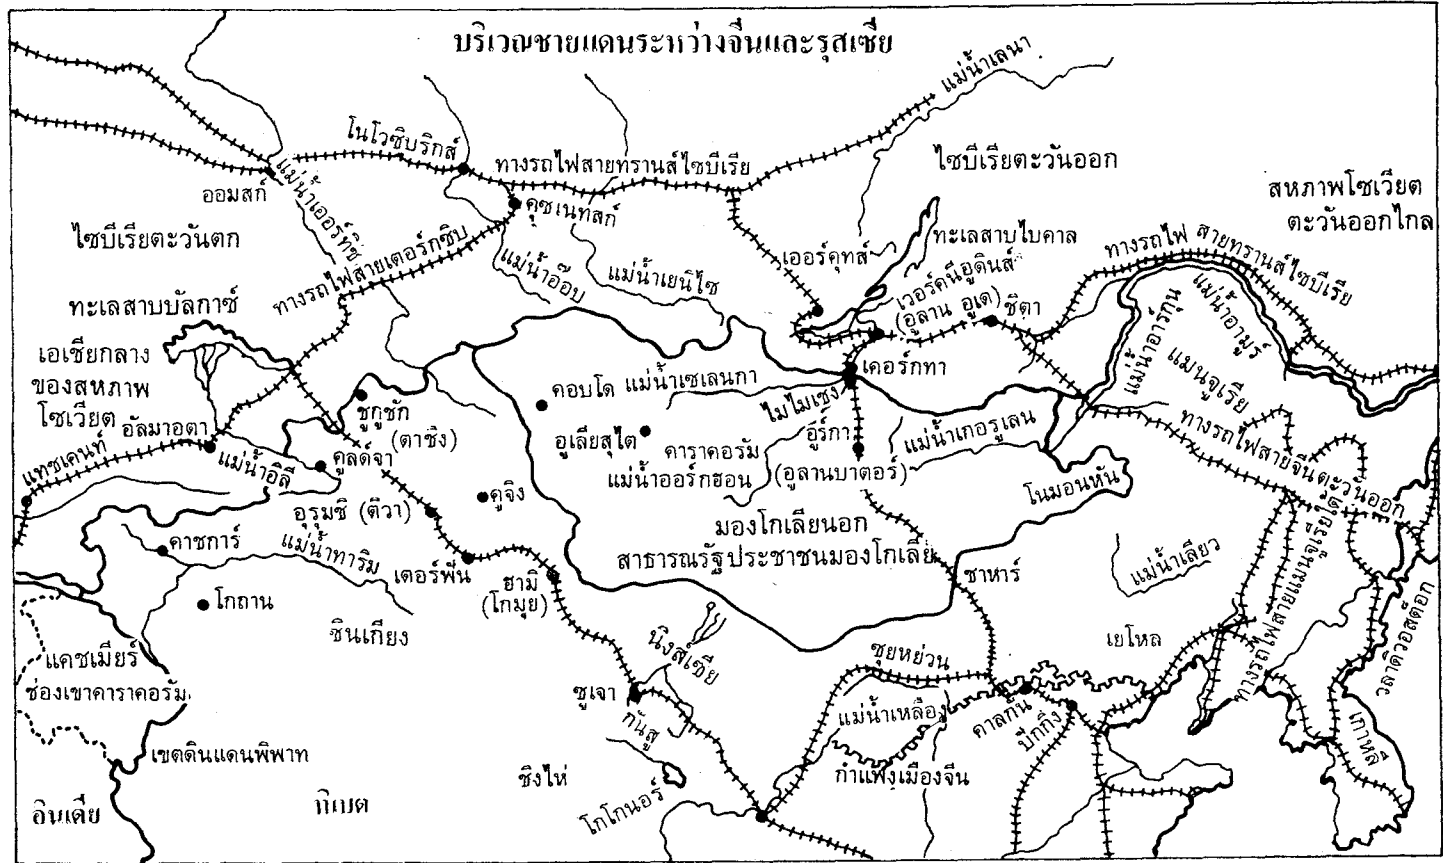 บริเวณชายแดนระหว่างจีนและรุสเซีย
แม่น้ำเลนา
โนโวซิบริกส์
ทางรถไฟสายทรานส์ไซบีเรีย
ไซบีเรียตะวันออก
ออมสก์
แม่น้ำเออร์ทิช
คุซเนทสก์
สหภาพโซเวียต
ตะวันออกไกล
ไซบีเรียตะวันตก
ทางรถไฟสายเตอร์กซิบ
แม่น้ำอ๊อบ
แม่น้ำเยนิไซ
เออร์คุทส์
ทะเลสาบไบคาล
เวอร์คนีอูดินส์
(อูลาน อูเด)
ชิตา
ทางรถไฟ สายทรานส์ไซบีเรีย
แม่น้ำอาร์กุน
แม่น้ำอามูร์
ทะเลสาบบัลกาซ์
เอเซียกลาง
ของสหภาพ
โซเวียต
คอบโด
แม่น้ำเซเลนกา
เคอร์กทา
ไมไมเชง
แมนจูเรีย
ชูกูชัก
(ตาชิง)
อัลมาอตา
อูเลียสุไต
คาราคอรัม
อู๊ร์กา
(อูลานบาตอร์)
แม่น้ำเกอรูเลน
ทางรถไฟสายจีนตะวันออก
แทชเคนท์
แม่น้ำอิลี
คูลด์จา
แม่น้ำออร์กฮอน
โนมอนหัน
อุรุมชิ (ติวา)
คูจิง
มองโกเลียนอก
สาธารณรัฐประชาชนมองโกเลีย
คาชการ์
แม่น้ำทาริม
เตอร์ฟัน
ฮามิ
(โกมุย)
ชาหาร์
แม่น้ำเลียว
ทางรถไฟสายแมนจูเรียใต้
โกถาน
ซินเกียง
นิงส์เซีย
ซุยหย่วน
เยโหล
วลาดิวอสต็อก
แคชเมียร์
ช่องเขาคาราคอรัม
ซูเจา
กันสู
แม่น้ำเหลือง
คาลกัน
ปักกิ่ง
เกาหลี
เขตดินแดนพิพาท
ชิงไห่
กำแพงเมืองจีน
อินเดีย
ทิเบต
โกโกนอร์